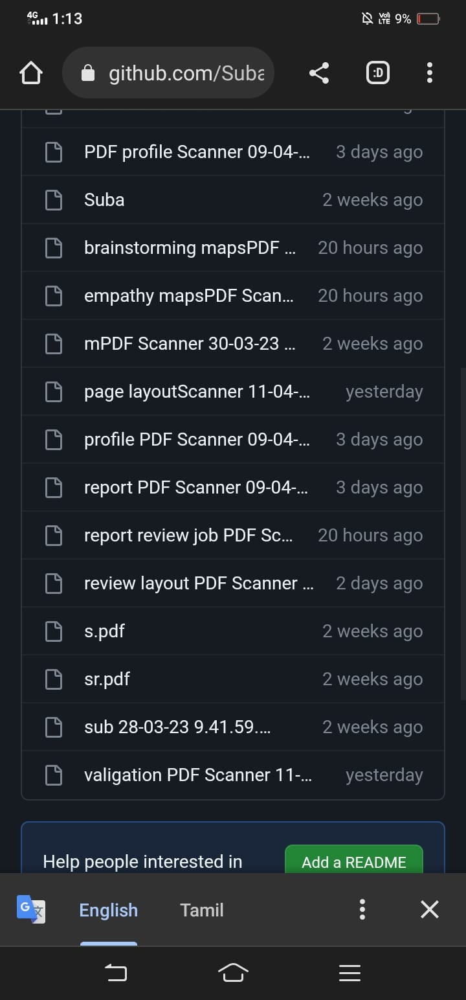 4G 1:13 Vo) LTE 9%
github.com/Suba
PDF profile Scanner 09-04-... 3 days ago
Suba 2 weeks ago
brainstorming mapsPDF ... 20 hours ago
empathy mapsPDF Scan... 20 hours ago
mPDF Scanner 30-03-23 ... 2 weeks ago
page layoutScanner 11-04-... yesterday
profile PDF Scanner 09-04-... 3 days ago
report PDF Scanner 09-04-... 3 days ago
report review job PDF Sc... 20 hours ago
review layout PDF Scanner ... 2 days ago
s.pdf 2 weeks ago
sr.pdf 2 weeks ago
sub 28-03-23 9.41.59.... 2 weeks ago
valigation PDF Scanner 11-... yesterday
Help people interested in Add a README
English Tamil